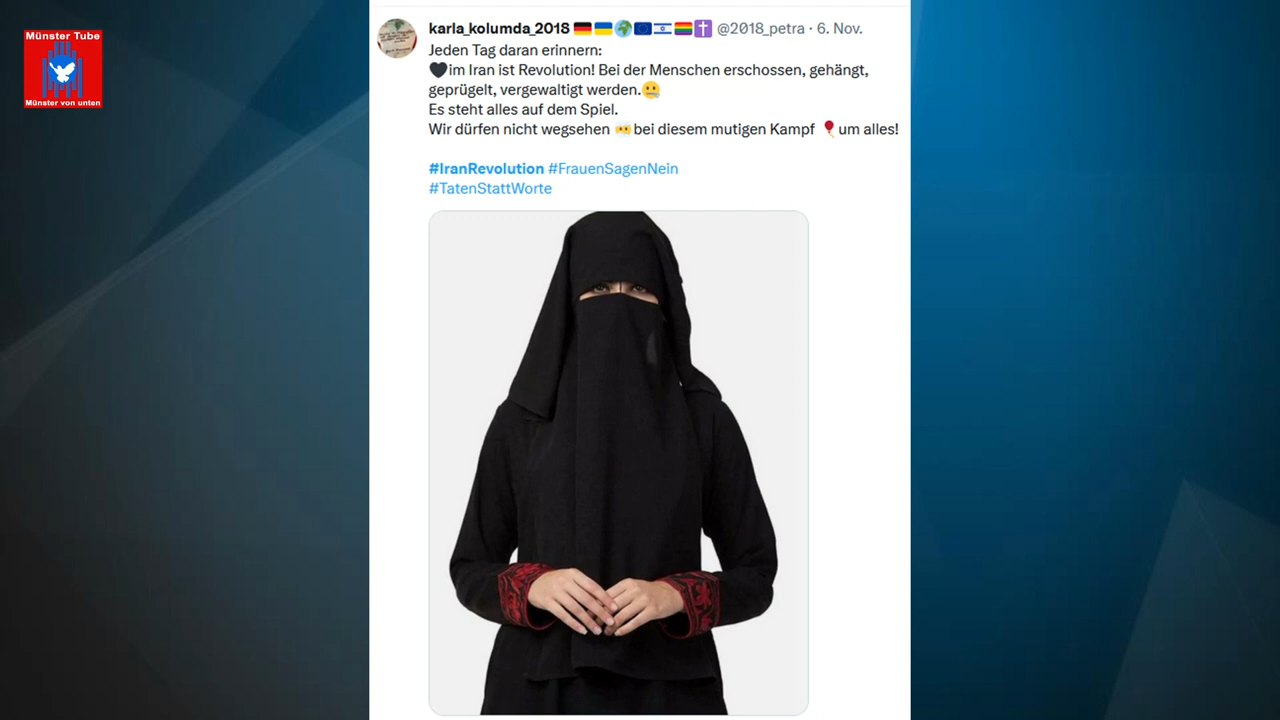 Münster Tube
Münster von unten
karla_kolumda_2018 🇩🇪🇺🇦🌍🇪🇺🇮🇱🏳️‍🌈✝️ @2018_petra · 6. Nov.
Jeden Tag daran erinnern:
🖤im Iran ist Revolution! Bei der Menschen erschossen, gehängt,
geprügelt, vergewaltigt werden.🤐
Es steht alles auf dem Spiel.
Wir dürfen nicht wegsehen 👀bei diesem mutigen Kampf 🎈um alles!
#IranRevolution #FrauenSagenNein
#TatenStattWorte